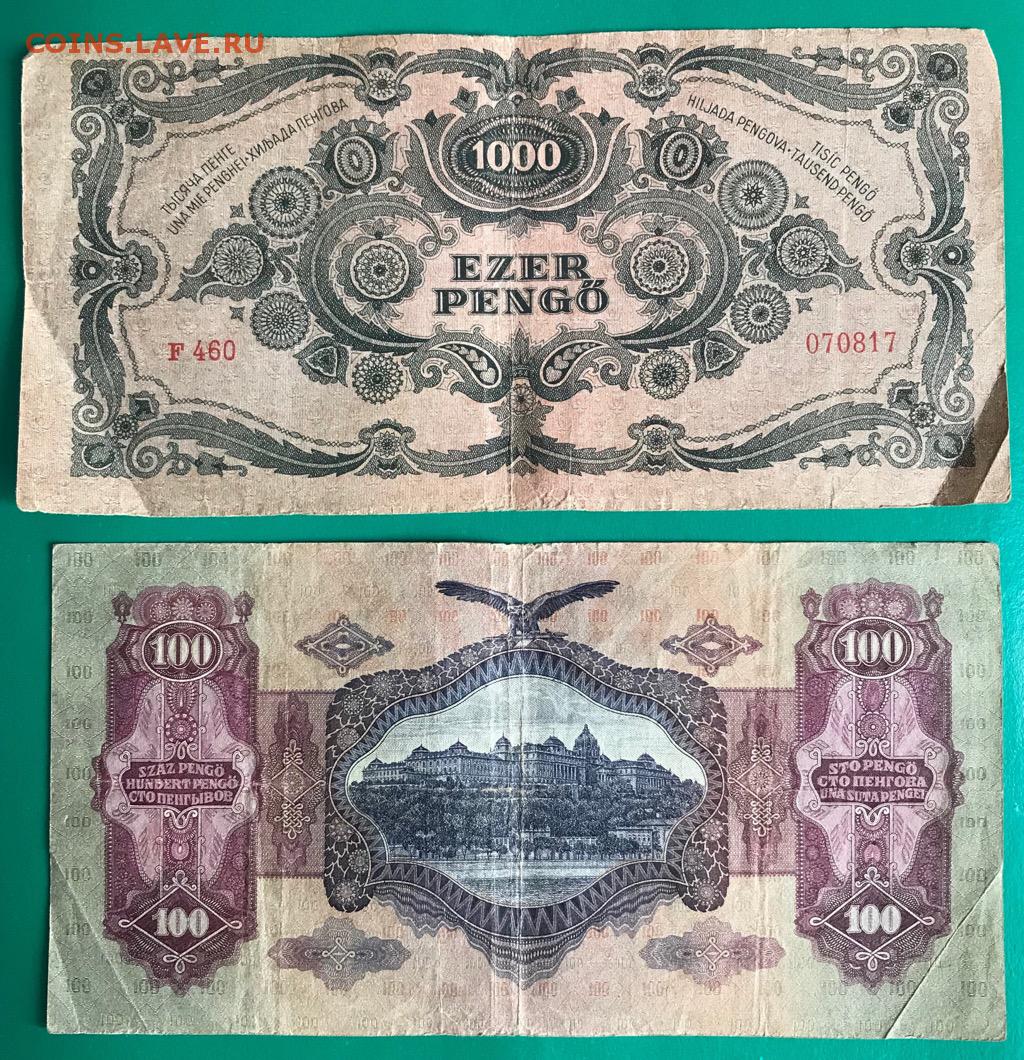 COINS.LAVE.RU
ТЫСЯЧА ПЕНГЕ
UNA MIE PENGHEI·ХИЉАДА ПЕНГОВА
1000
HILJADA PENGOVA·TAUSEND PENGŐ
TISÍC PENGÖ
EZER
PENGŐ
F 460
070817
100
100
SZÁZ PENGŐ
HUNDERT PENGŐ
СТО ПЕНГЫВОВ
STO PENGŐ
СТО ПЕНГОВА
UNA SUTA PENGEI
100
100